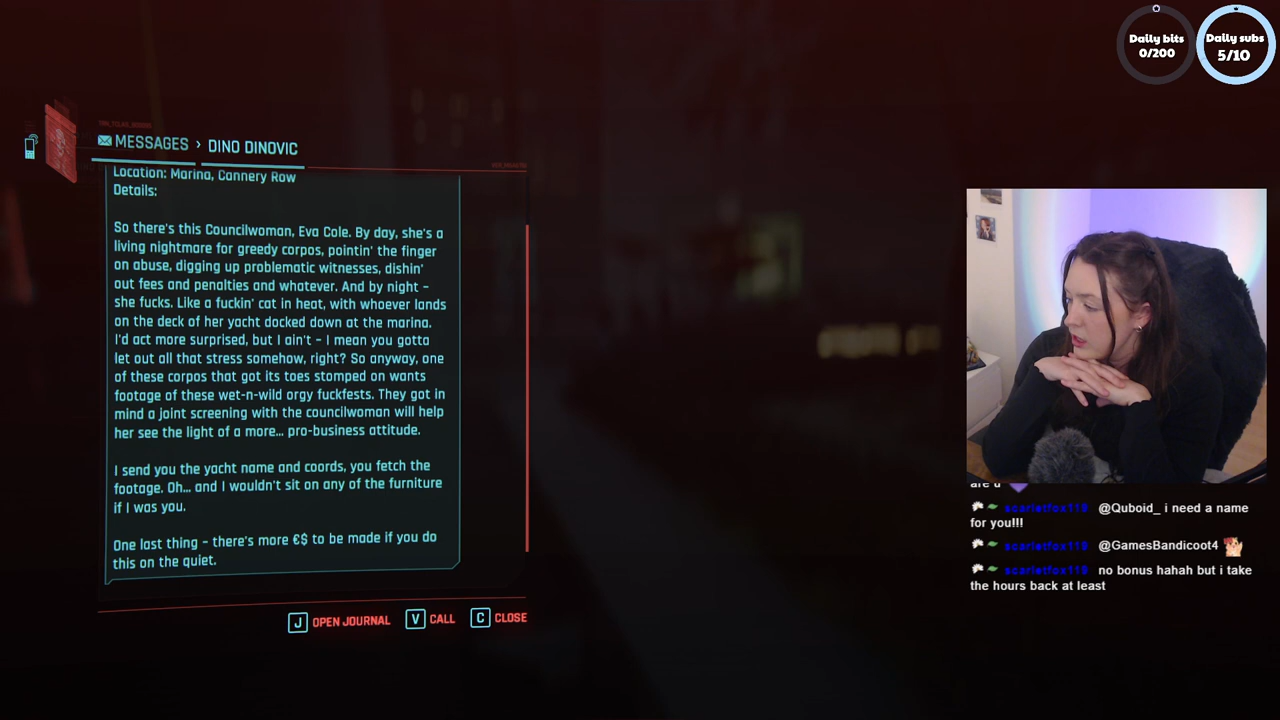 Daily bits
0/200
Daily subs
5/10
MESSAGES › DINO DINOVIC
Location: Marina, Cannery Row
Details:
So there's this Councilwoman, Eva Cole. By day, she's a
living nightmare for greedy corpos, pointin' the finger
on abuse, digging up problematic witnesses, dishin'
out fees and penalties and whatever. And by night –
she fucks. Like a fuckin' cat in heat, with whoever lands
on the deck of her yacht docked down at the marina.
I'd act more surprised, but I ain't – I mean you gotta
let out all that stress somehow, right? So anyway, one
of these corpos that got its toes stomped on wants
footage of these wet-n-wild orgy fuckfests. They got in
mind a joint screening with the councilwoman will help
her see the light of a more... pro-business attitude.
I send you the yacht name and coords, you fetch the
footage. Oh... and I wouldn't sit on any of the furniture
if I was you.
One last thing – there's more €$ to be made if you do
this on the quiet.
J OPEN JOURNAL V CALL C CLOSE
are u
scarletfox110 @Quboid_ i need a name
for you!!!
scarletfox110 @GamesBandicoot4
scarletfox110 no bonus hahah but i take
the hours back at least